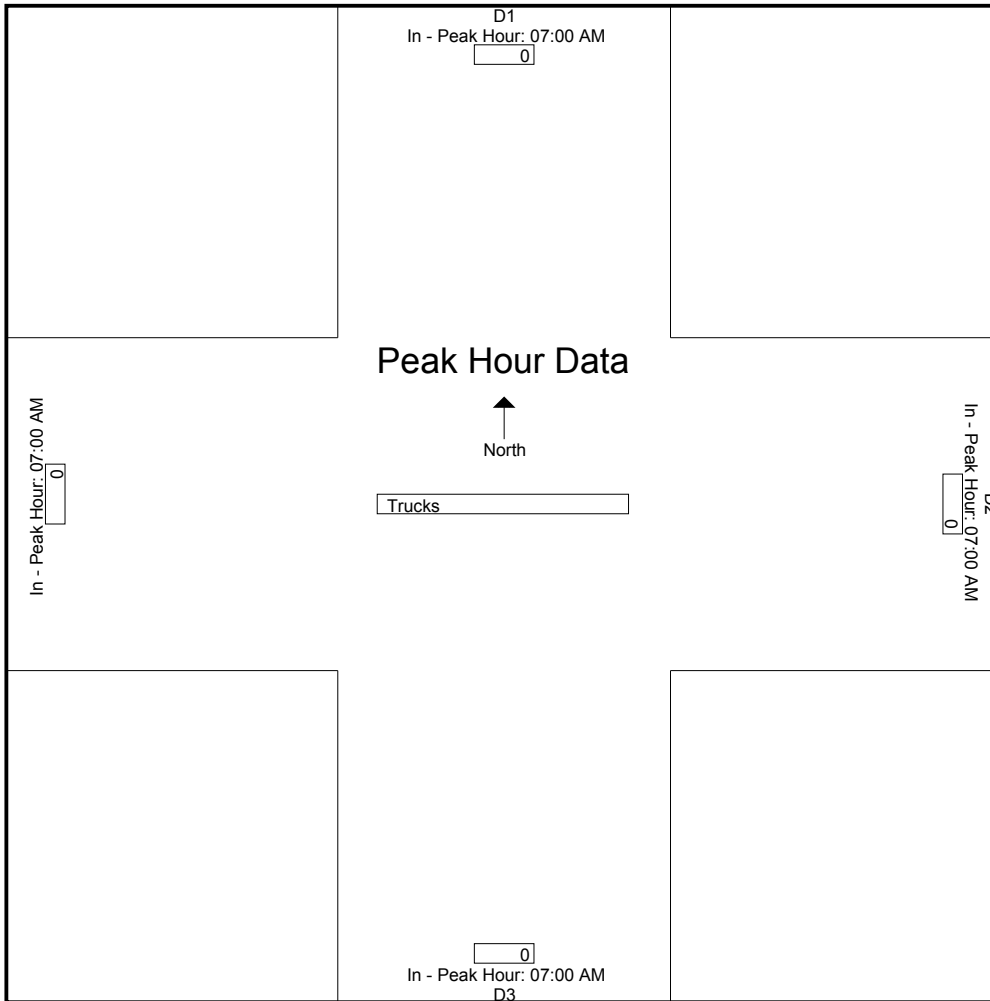 D1
In - Peak Hour: 07:00 AM
0
Peak Hour Data
North
Trucks
In - Peak Hour: 07:00 AM
0
D2
In - Peak Hour: 07:00 AM
0
0
In - Peak Hour: 07:00 AM
D3